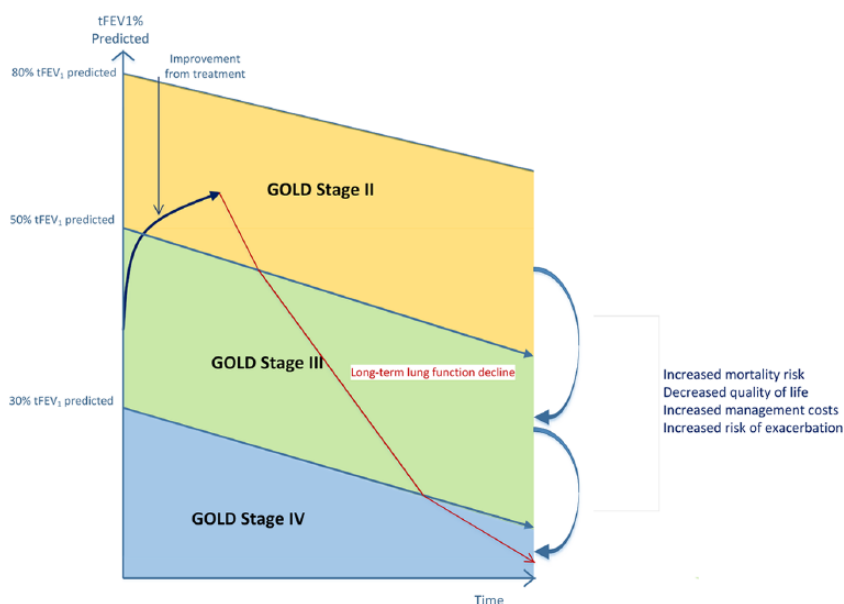 tFEV1%
Predicted
Improvement
from treatment
80% tFEV₁ predicted
GOLD Stage II
50% tFEV₁ predicted
GOLD Stage III
Long-term lung function decline
Increased mortality risk
Decreased quality of life
Increased management costs
Increased risk of exacerbation
30% tFEV₁ predicted
GOLD Stage IV
Time